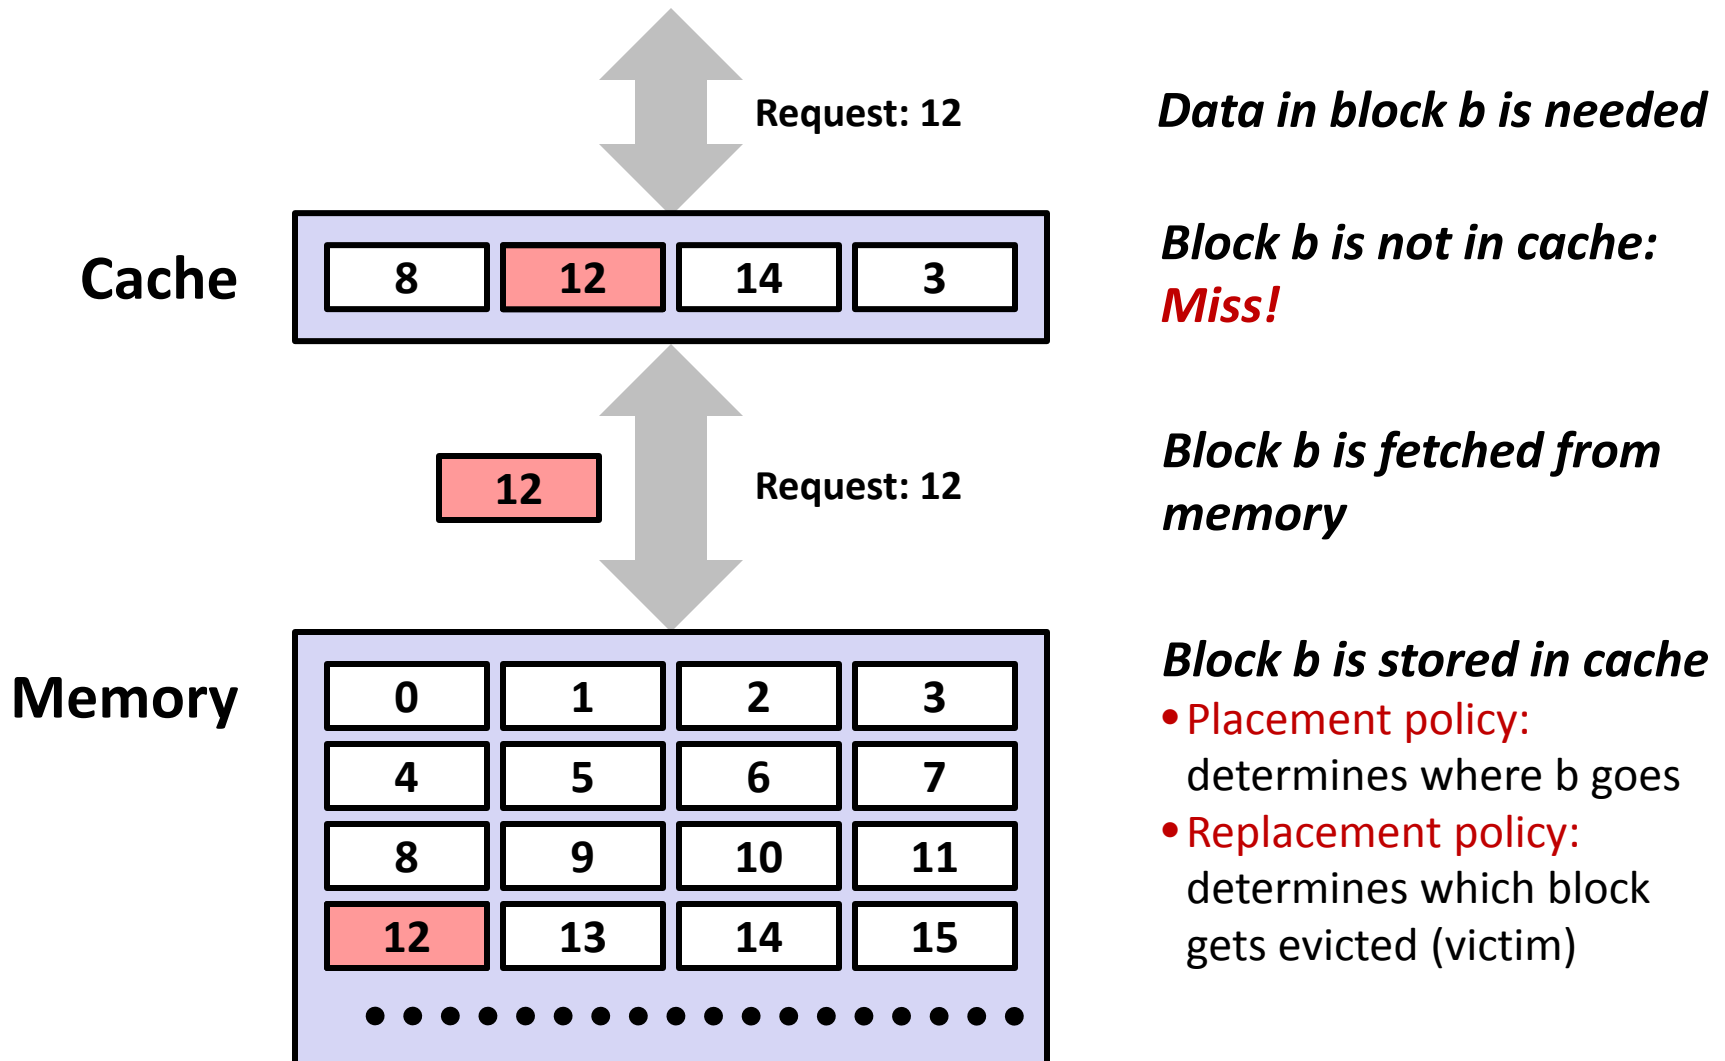 Request: 12
Data in block b is needed
Cache
8 12 14 3
Block b is not in cache:
Miss!
12
Request: 12
Block b is fetched from
memory
Memory
0 1 2 3
4 5 6 7
8 9 10 11
12 13 14 15
Block b is stored in cache
•Placement policy:
determines where b goes
•Replacement policy:
determines which block
gets evicted (victim)